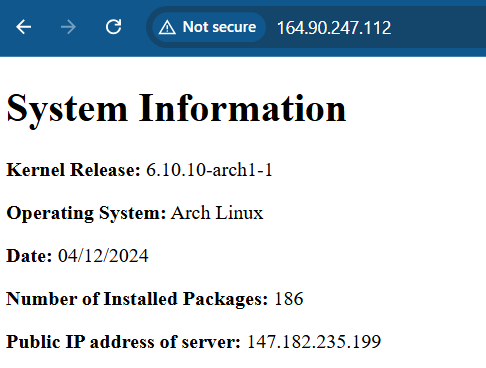 Not secure 164.90.247.112
System Information
Kernel Release: 6.10.10-arch1-1
Operating System: Arch Linux
Date: 04/12/2024
Number of Installed Packages: 186
Public IP address of server: 147.182.235.199